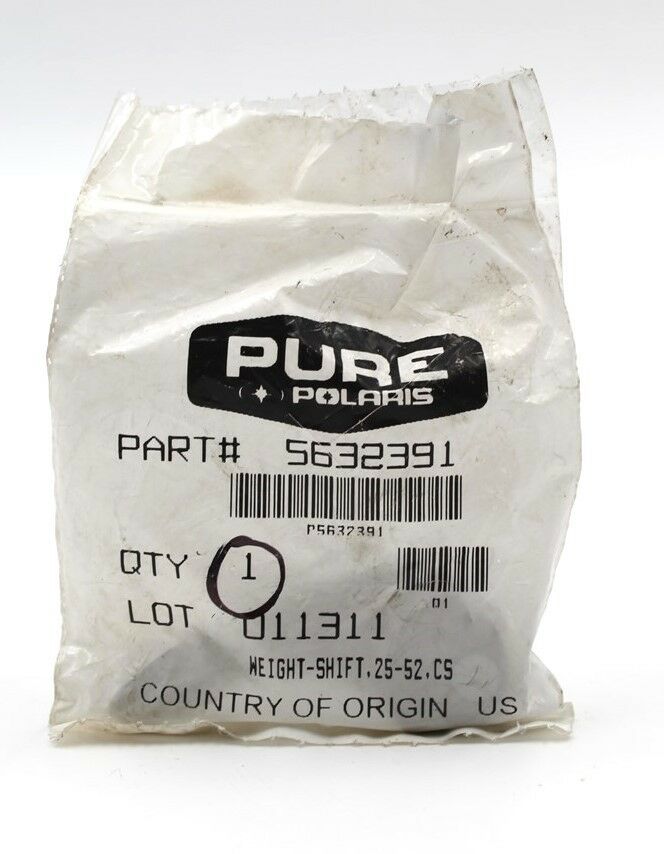 PURE
POLARIS
PART# 5632391
P5632391
QTY 1
01
LOT 011311
WEIGHT-SHIFT,25-52,CS
COUNTRY OF ORIGIN US